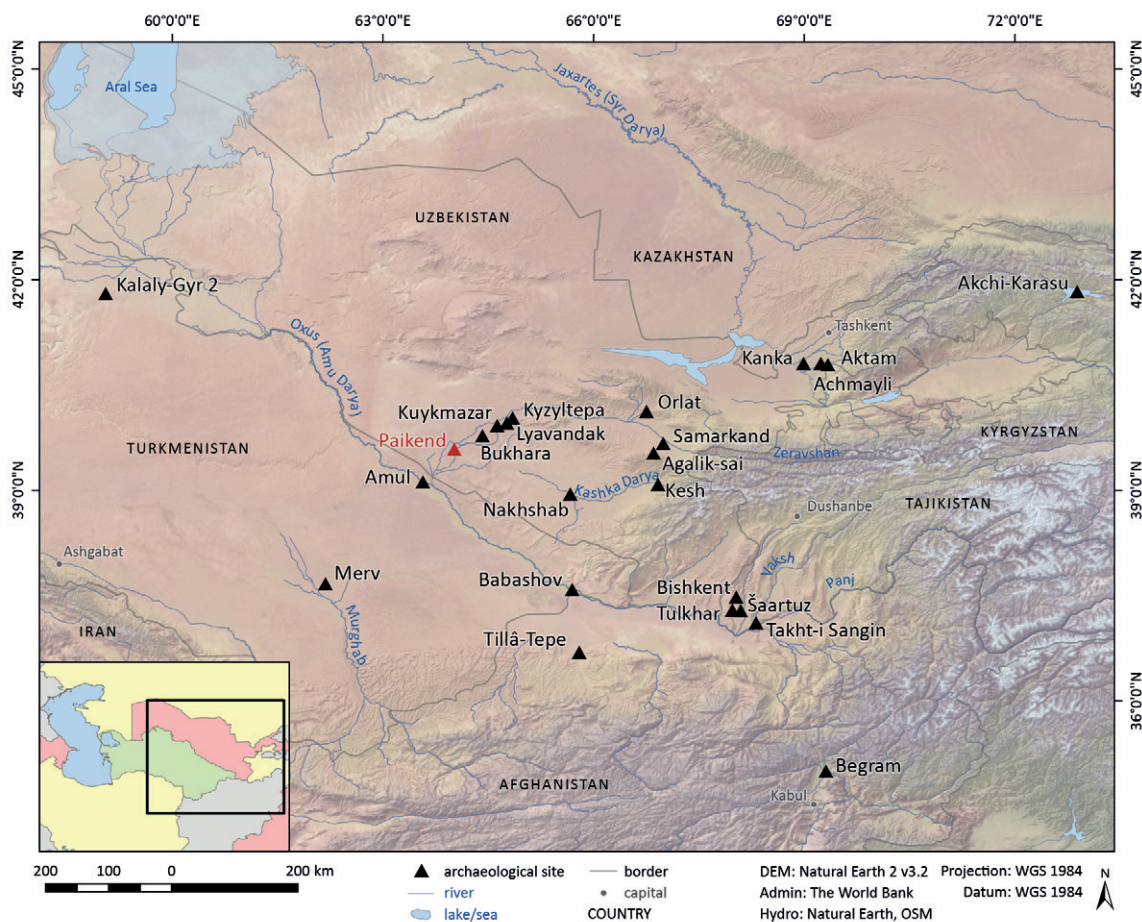 60°0'0"E
63°0'0"E
66°0'0"E
69°0'0"E
72°0'0"E
45°0'0"N
45°0'0"N
Aral Sea
Jaxartes (Syr Darya)
UZBEKISTAN
KAZAKHSTAN
42°0'0"N
42°0'0"N
Kalaly-Gyr 2
Akchi-Karasu
Oxus (Amu Darya)
Tashkent
Kanka
Aktam
Achmayli
Kuykmazar
Kyzyltepa
Orlat
Lyavandak
Paikend
Bukhara
Samarkand
KYRGYZSTAN
TURKMENISTAN
Zeravshan
Agalik-sai
Amul
Kashka Darya
Kesh
39°0'0"N
39°0'0"N
Nakhshab
TAJIKISTAN
Dushanbe
Ashgabat
Merv
Babashov
Bishkent
Vaksh
Panj
Tulkhar
Šaartuz
Takht-i Sangin
Murghab
IRAN
Tillâ-Tepe
36°0'0"N
Begram
AFGHANISTAN
Kabul
200 100 0 200 km
archaeological site
border
DEM: Natural Earth 2 v3.2
Projection: WGS 1984
N
river
capital
Admin: The World Bank
Datum: WGS 1984
lake/sea
COUNTRY
Hydro: Natural Earth, OSM